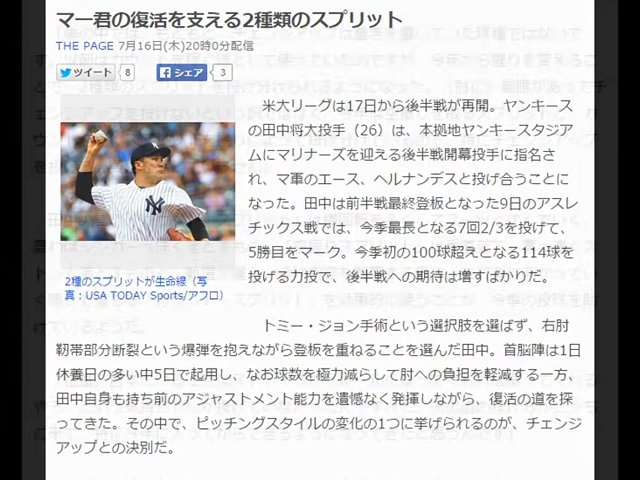 マー君の復活を支える2種類のスプリット
THE PAGE 7月16日(木)20時0分配信
ツイート 8 シェア 3
米大リーグは17日から後半戦が再開。ヤンキース
の田中将大投手（26）は、本拠地ヤンキースタジア
ムにマリナーズを迎える後半戦開幕投手に指名さ
れ、マ軍のエース、ヘルナンデスと投げ合うことに
なった。田中は前半戦最終登板となった9日のアスレ
チックス戦では、今季最長となる7回2/3を投げて、
5勝目をマーク。今季初の100球超えとなる114球を
投げる力投で、後半戦への期待は増すばかりだ。
2種のスプリットが生命線（写
真：USA TODAY Sports/アフロ）
トミー・ジョン手術という選択肢を選ばず、右肘
靭帯部分断裂という爆弾を抱えながら登板を重ねることを選んだ田中。首脳陣は1日
休養日の多い中5日で起用し、なお球数を極力減らして肘への負担を軽減する一方、
田中自身も持ち前のアジャストメント能力を遺憾なく発揮しながら、復活の道を探
ってきた。その中で、ピッチングスタイルの変化の1つに挙げられるのが、チェンジ
アップとの決別だ。